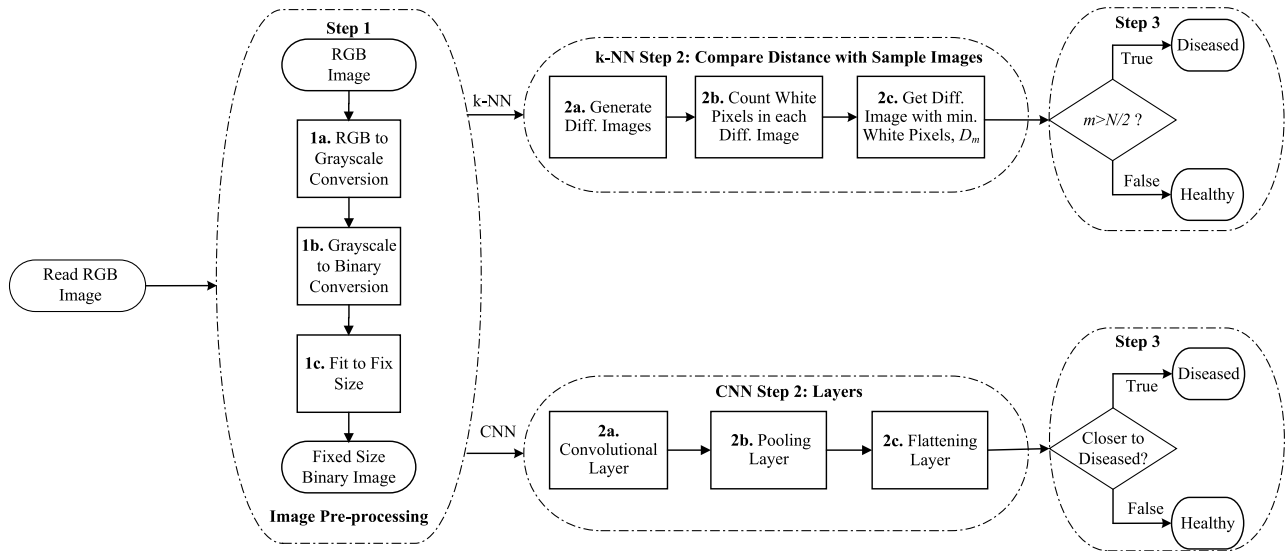 Read RGB
Image
Step 1
RGB
Image
1a. RGB to
Grayscale
Conversion
1b. Grayscale
to Binary
Conversion
1c. Fit to Fix
Size
Fixed Size
Binary Image
Image Pre-processing
k-NN
k-NN Step 2: Compare Distance with Sample Images
2a. Generate
Diff. Images
2b. Count White
Pixels in each
Diff. Image
2c. Get Diff.
Image with min.
White Pixels, Dm
Step 3
Diseased
True
m>N/2 ?
False
Healthy
CNN
CNN Step 2: Layers
2a.
Convolutional
Layer
2b. Pooling
Layer
2c. Flattening
Layer
Step 3
Diseased
True
Closer to
Diseased?
False
Healthy